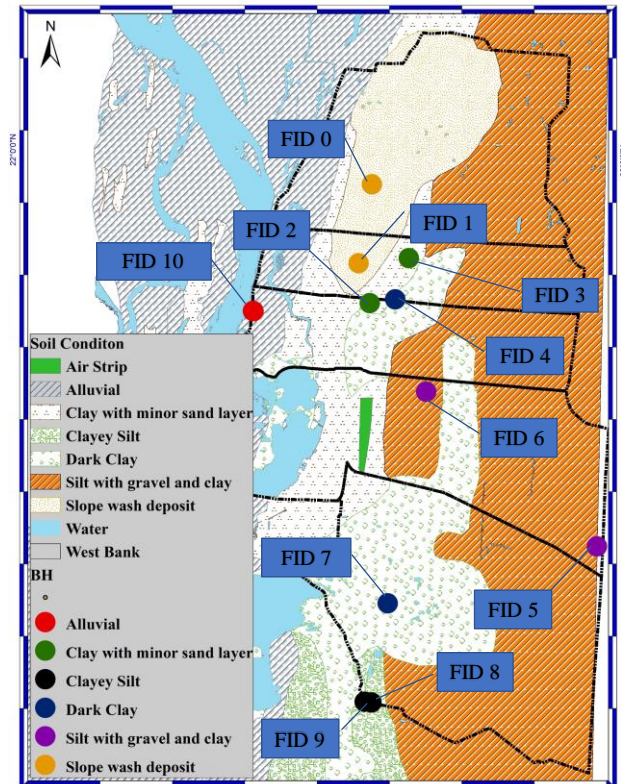 N
22°0'0"N
FID 0
FID 1
FID 2
FID 10
FID 3
FID 4
FID 6
FID 7
FID 5
FID 8
FID 9
Soil Conditon
Air Strip
Alluvial
Clay with minor sand layer
Clayey Silt
Dark Clay
Silt with gravel and clay
Slope wash deposit
Water
West Bank
BH
Alluvial
Clay with minor sand layer
Clayey Silt
Dark Clay
Silt with gravel and clay
Slope wash deposit